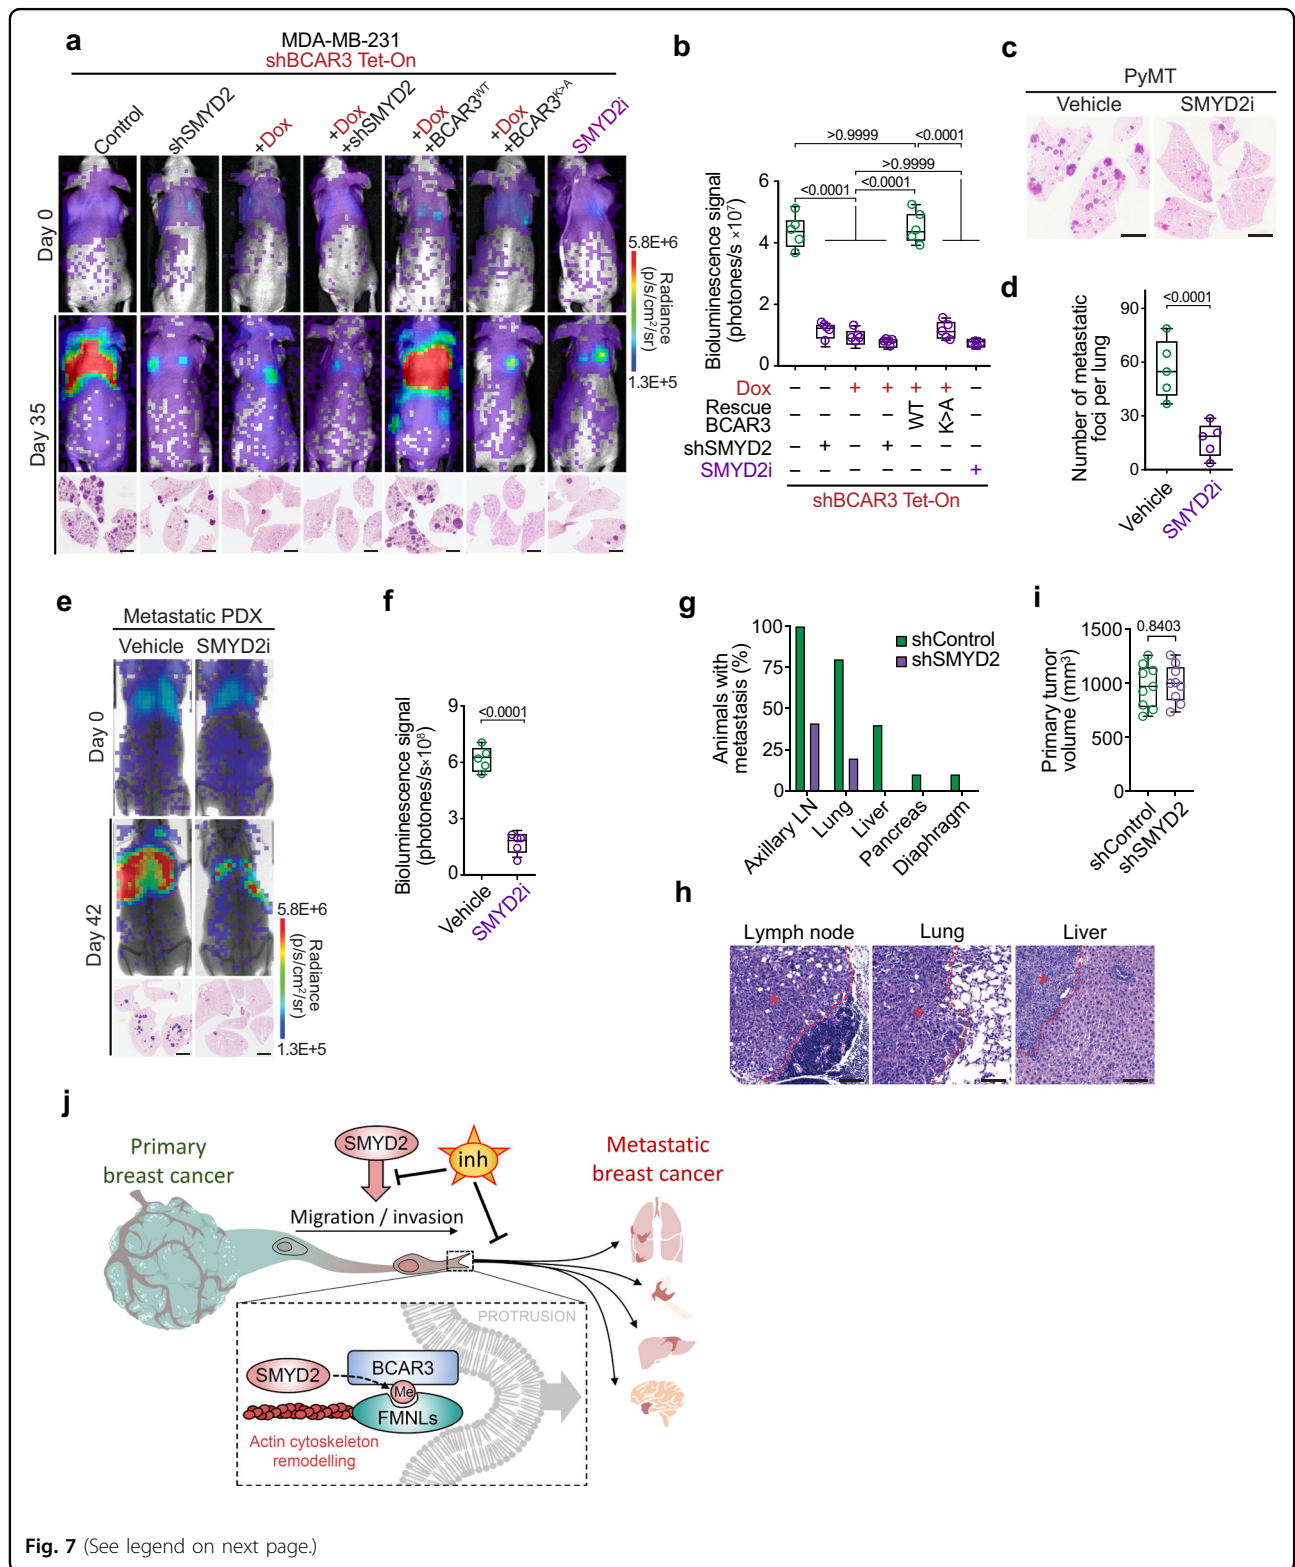 a
MDA-MB-231
shBCAR3 Tet-On
Control
shSMYD2
+Dox
+Dox
+shSMYD2
+Dox
+BCAR3WT
+Dox
+BCAR3K>A
SMYD2i
Day 0
Day 35
5.8E+6
Radiance
(p/s/cm²/sr)
1.3E+5
b
>0.9999
<0.0001
>0.9999
<0.0001
<0.0001
Bioluminescence signal
(photones/s ×10⁷)
6
4
2
0
Dox
– – + + + + –
Rescue
BCAR3
– – – – WT K>A –
shSMYD2
– + – + – – –
SMYD2i
– – – – – – +
shBCAR3 Tet-On
c
PyMT
Vehicle
SMYD2i
d
<0.0001
Number of metastatic
foci per lung
90
60
30
0
Vehicle
SMYD2i
e
Metastatic PDX
Vehicle
SMYD2i
Day 0
Day 42
5.8E+6
Radiance
(p/s/cm²/sr)
1.3E+5
f
Bioluminescence signal
(photones/s×10⁸)
9
6
3
0
<0.0001
Vehicle
SMYD2i
g
Animals with
metastasis (%)
100
75
50
25
0
shControl
shSMYD2
Axillary LN
Lung
Liver
Pancreas
Diaphragm
h
Lymph node
Lung
Liver
*
*
*
i
0.8403
Primary tumor
volume (mm³)
1500
1000
500
0
shControl
shSMYD2
j
Primary
breast cancer
SMYD2
inh
Metastatic
breast cancer
Migration / invasion
PROTRUSION
SMYD2
BCAR3
Me
FMNLs
Actin cytoskeleton
remodelling
Fig. 7 (See legend on next page.)